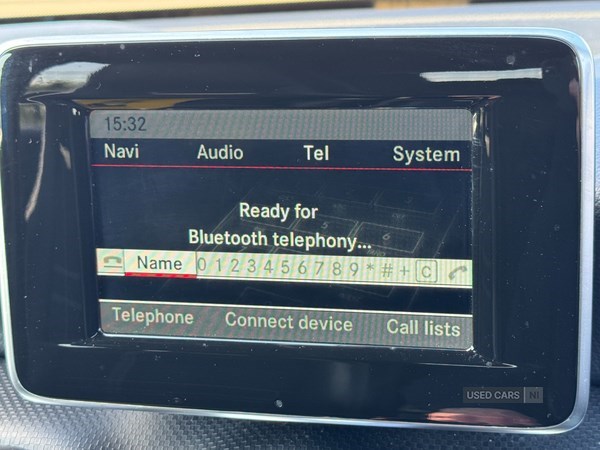 15:32
Navi Audio Tel System
Ready for
Bluetooth telephony...
Name 0 1 2 3 4 5 6 7 8 9 * # + C
Telephone Connect device Call lists
USED CARS NI